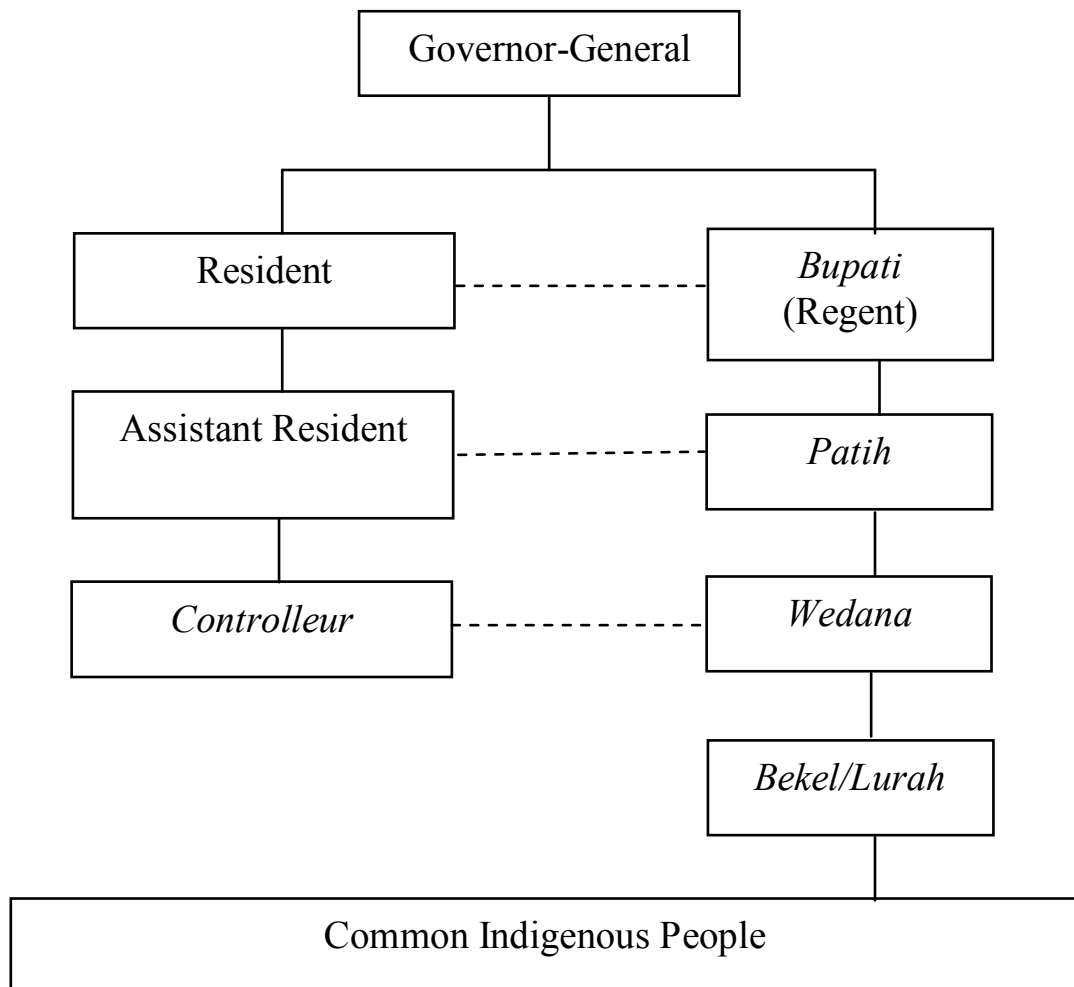 Governor-General
Resident
Bupati
(Regent)
Assistant Resident
Patih
Controlleur
Wedana
Bekel/Lurah
Common Indigenous People